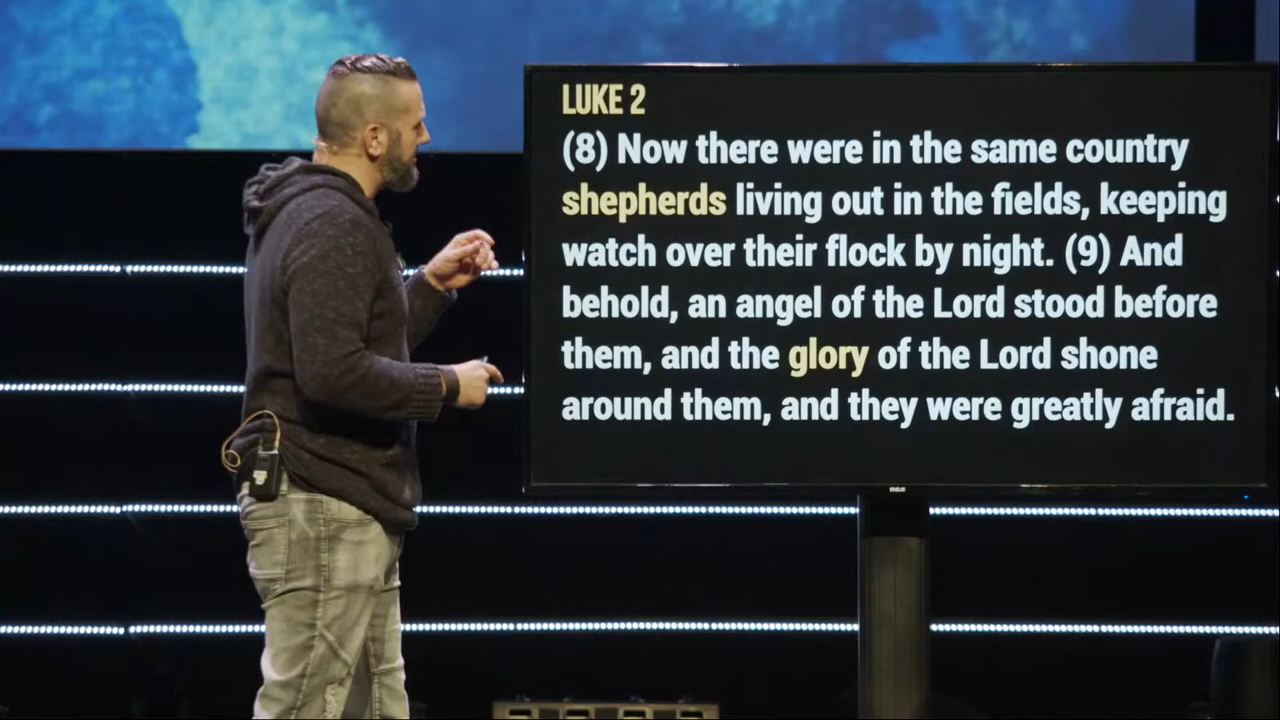 LUKE 2
(8) Now there were in the same country
shepherds living out in the fields, keeping
watch over their flock by night. (9) And
behold, an angel of the Lord stood before
them, and the glory of the Lord shone
around them, and they were greatly afraid.
RCA